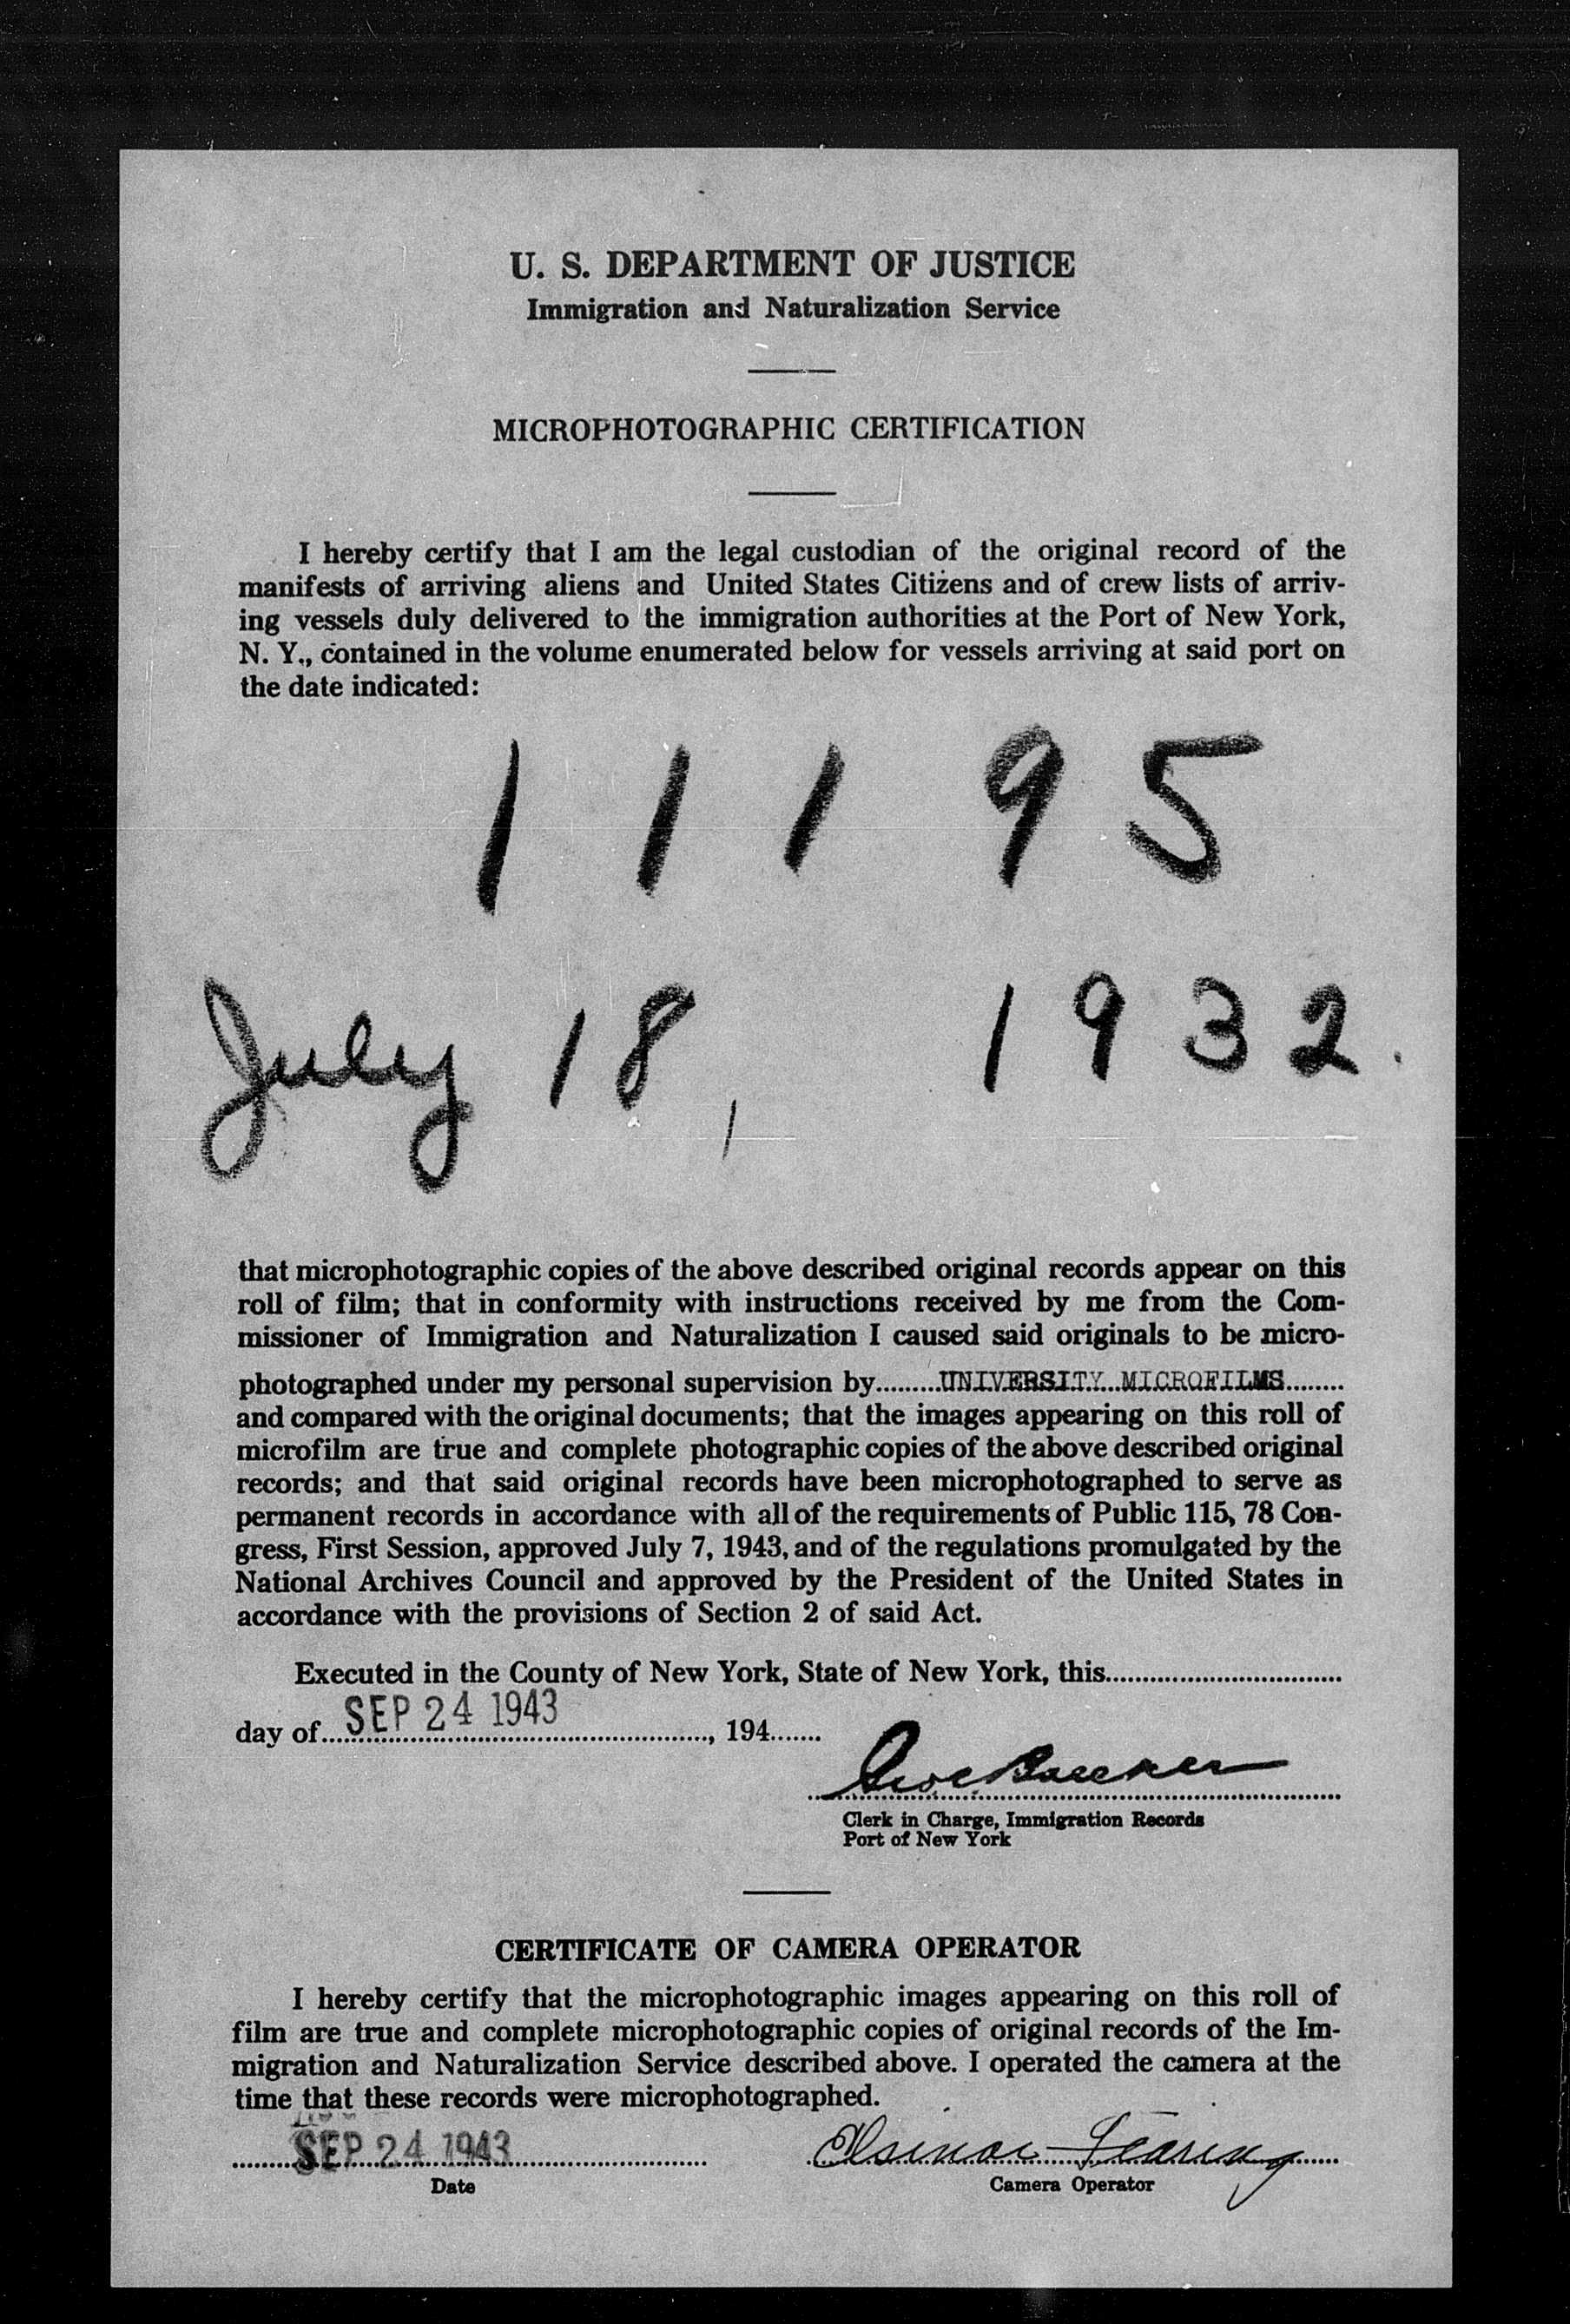 U. S. DEPARTMENT OF JUSTICE
Immigration and Naturalization Service
MICROPHOTOGRAPHIC CERTIFICATION
I hereby certify that I am the legal custodian of the original record of the
manifests of arriving aliens and United States Citizens and of crew lists of arriv-
ing vessels duly delivered to the immigration authorities at the Port of New York,
N. Y., contained in the volume enumerated below for vessels arriving at said port on
the date indicated:
11195
July 18, 1932.
that microphotographic copies of the above described original records appear on this
roll of film; that in conformity with instructions received by me from the Com-
missioner of Immigration and Naturalization I caused said originals to be micro-
photographed under my personal supervision by UNIVERSITY MICROFILMS
and compared with the original documents; that the images appearing on this roll of
microfilm are true and complete photographic copies of the above described original
records; and that said original records have been microphotographed to serve as
permanent records in accordance with all of the requirements of Public 115, 78 Con-
gress, First Session, approved July 7, 1943, and of the regulations promulgated by the
National Archives Council and approved by the President of the United States in
accordance with the provisions of Section 2 of said Act.
Executed in the County of New York, State of New York, this
day of SEP 24 1943, 194
Clerk in Charge, Immigration Records
Port of New York
CERTIFICATE OF CAMERA OPERATOR
I hereby certify that the microphotographic images appearing on this roll of
film are true and complete microphotographic copies of original records of the Im-
migration and Naturalization Service described above. I operated the camera at the
time that these records were microphotographed.
SEP 24 1943
Date
Camera Operator